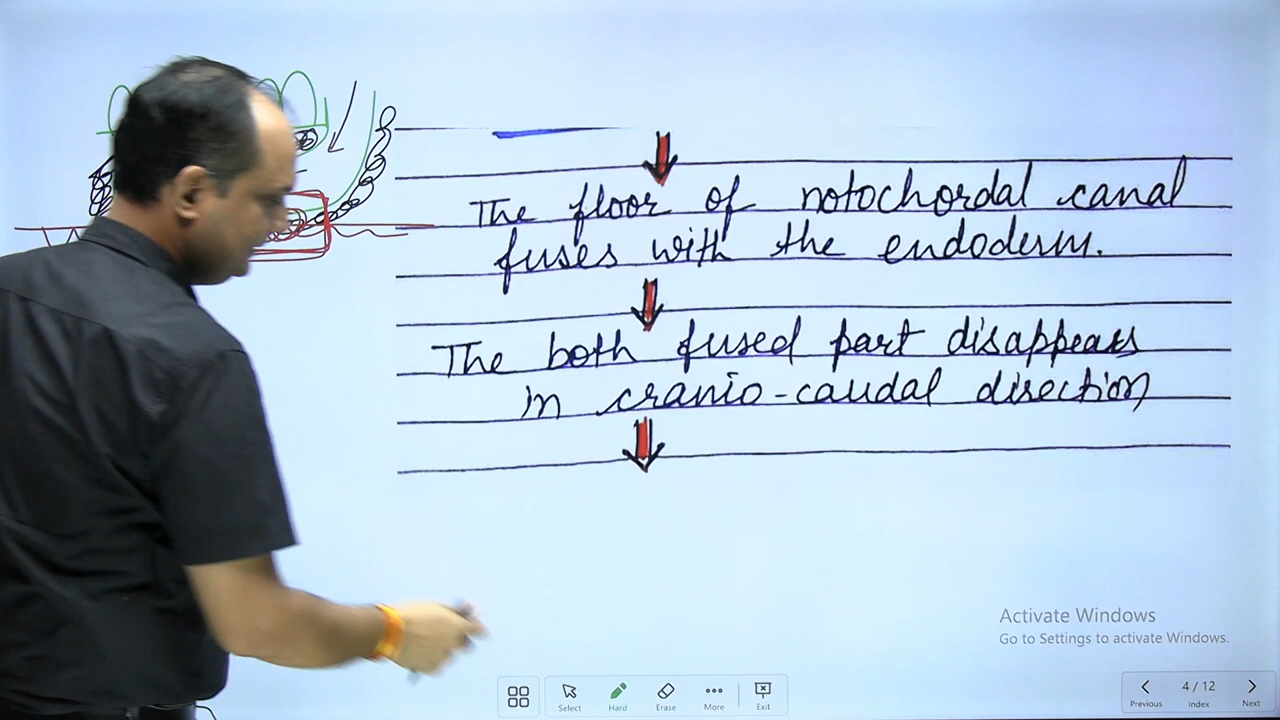 The floor of notochordal canal
fuses with the endoderm.
The both fused part disappears
in cranio-caudal direction
Activate Windows
Go to Settings to activate Windows.
Select
Hard
Erase
More
Exit
Previous
4 / 12
Index
Next